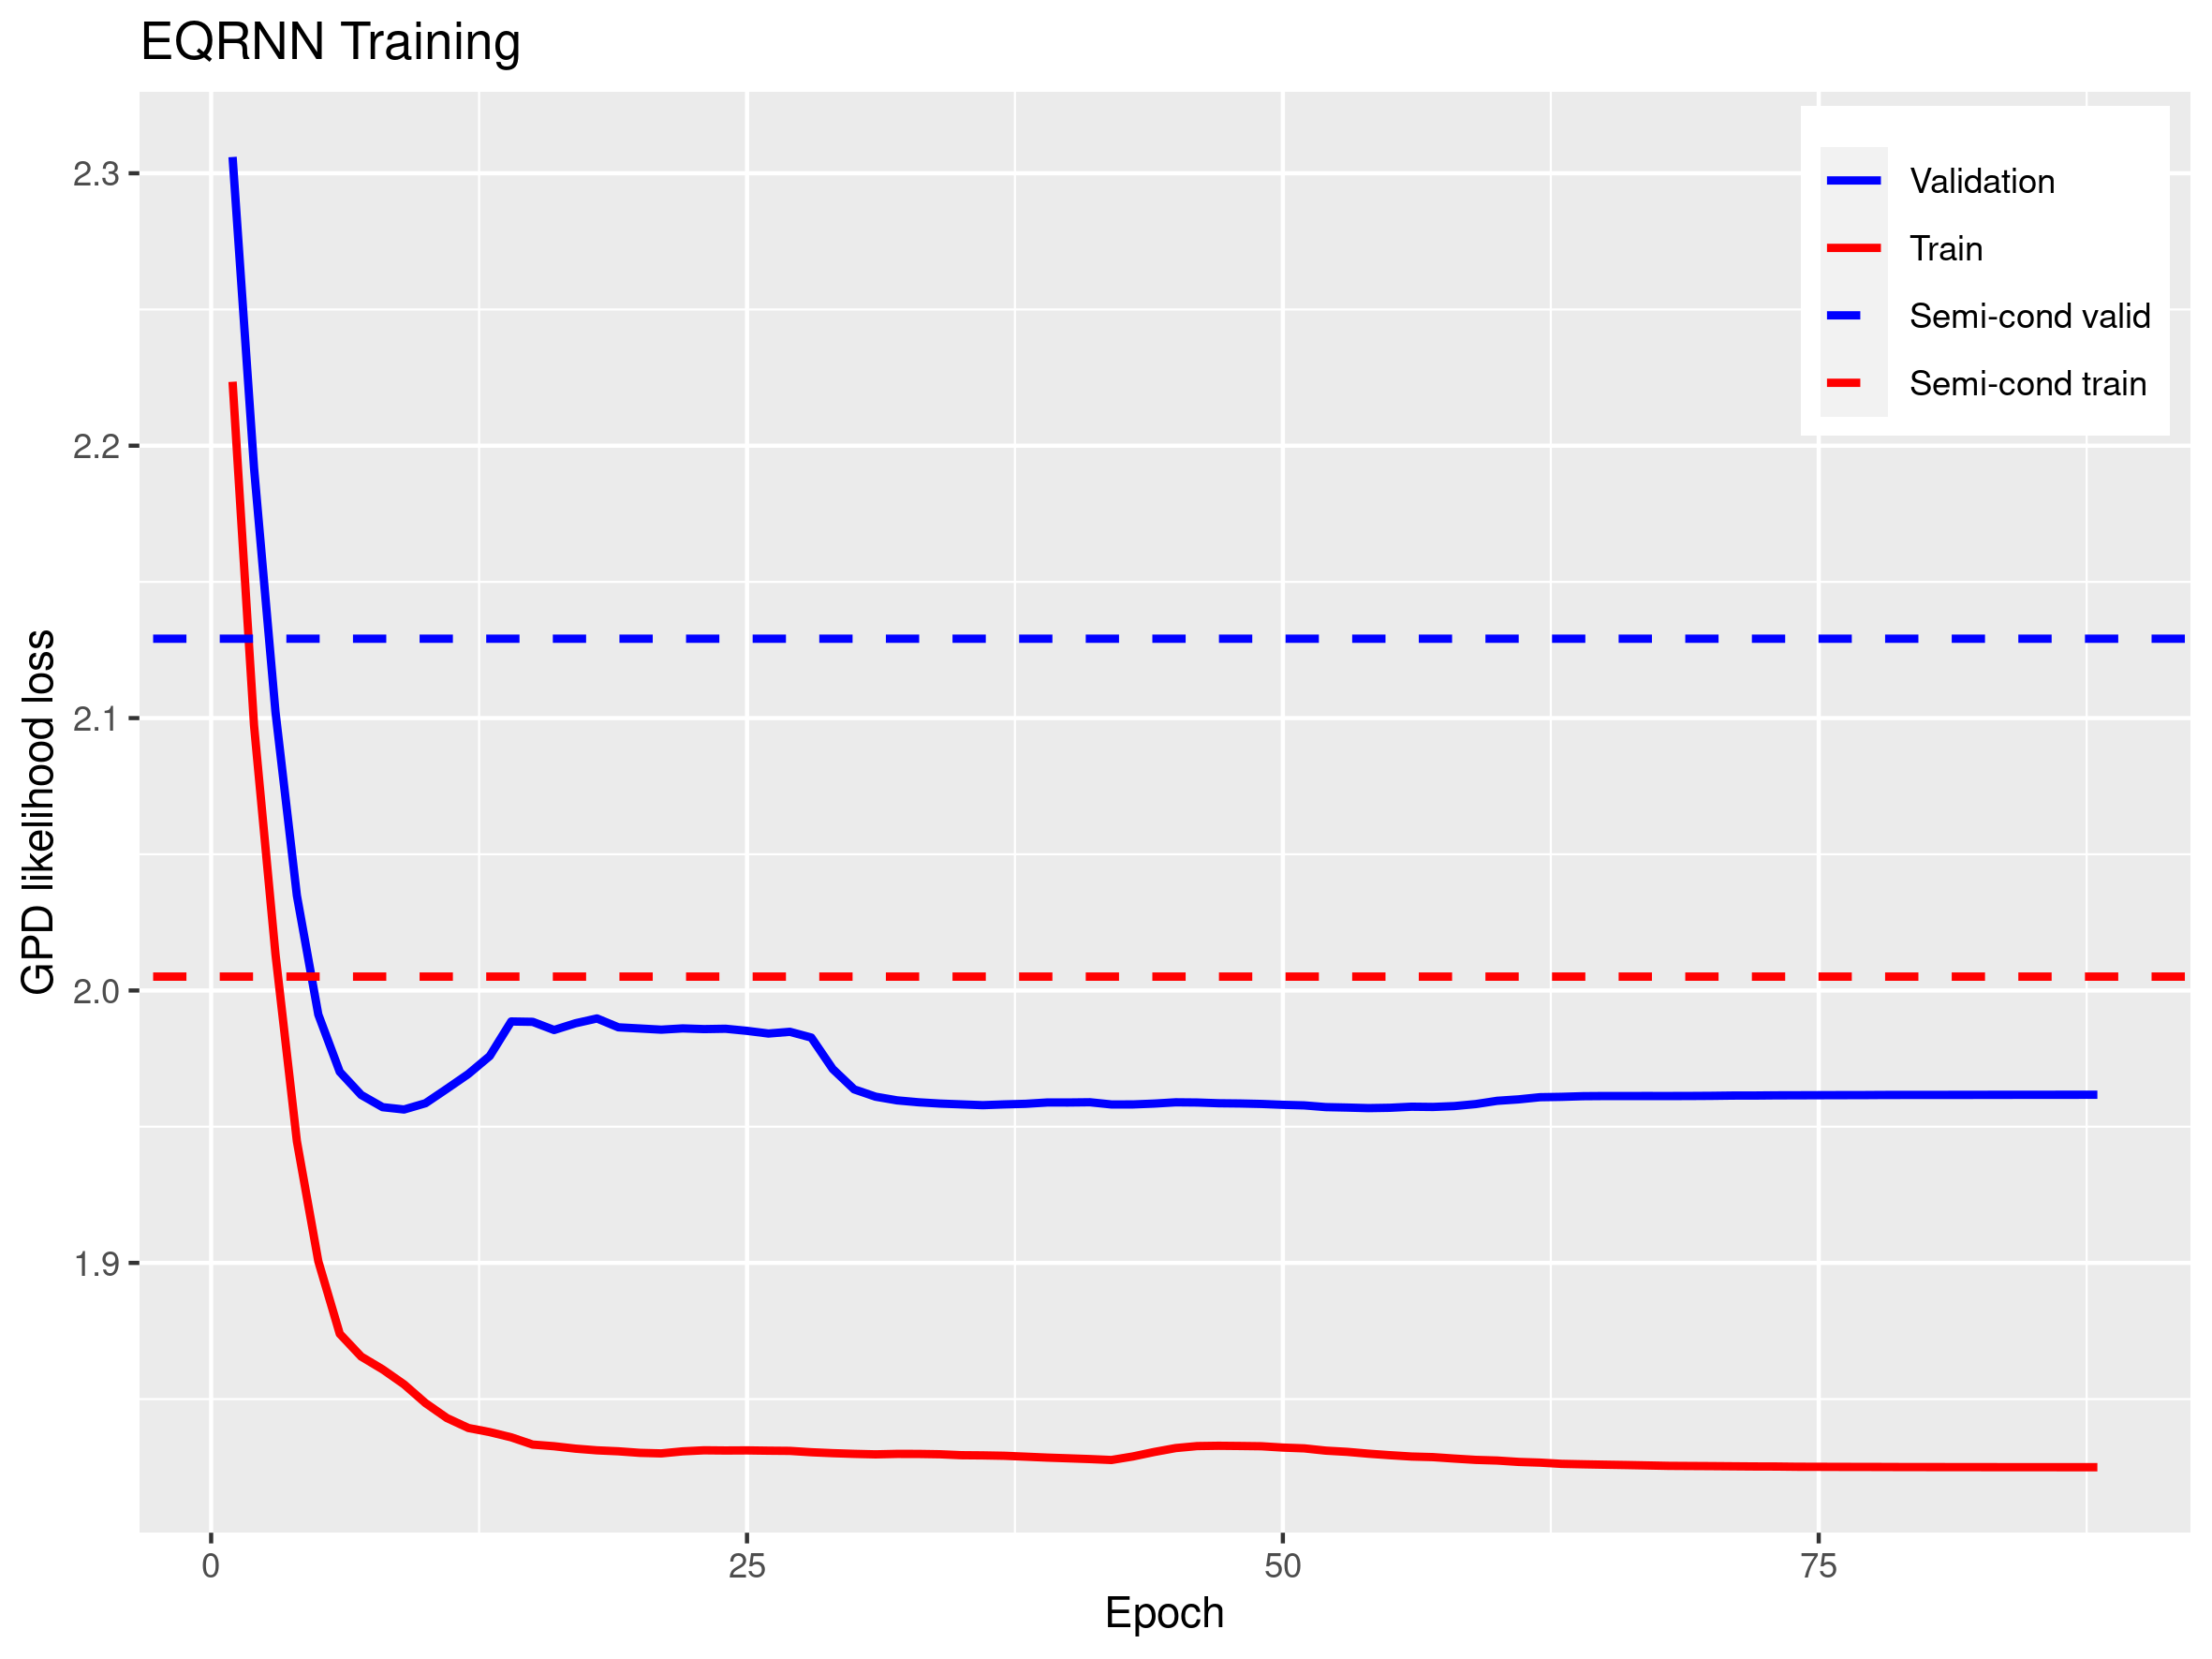 EQRNN Training
GPD likelihood loss
2.3
2.2
2.1
2.0
1.9
Validation
Train
Semi-cond valid
Semi-cond train
0 25 50 75
Epoch